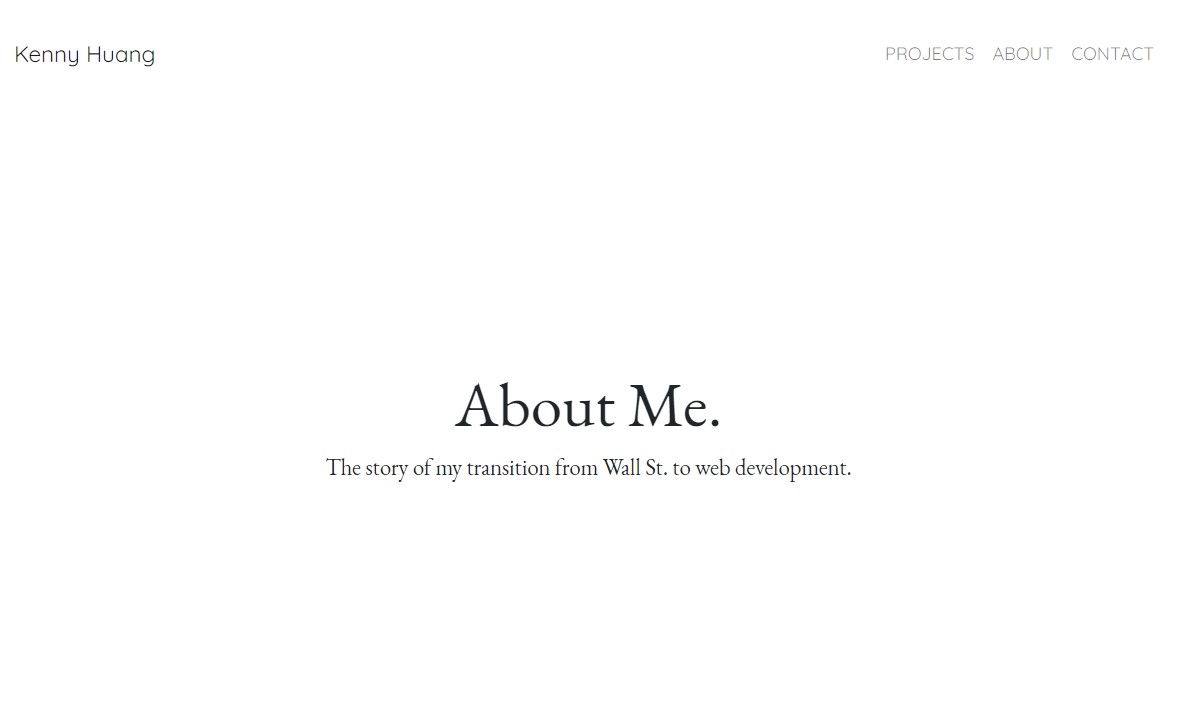 Kenny Huang
PROJECTS ABOUT CONTACT
About Me.
The story of my transition from Wall St. to web development.